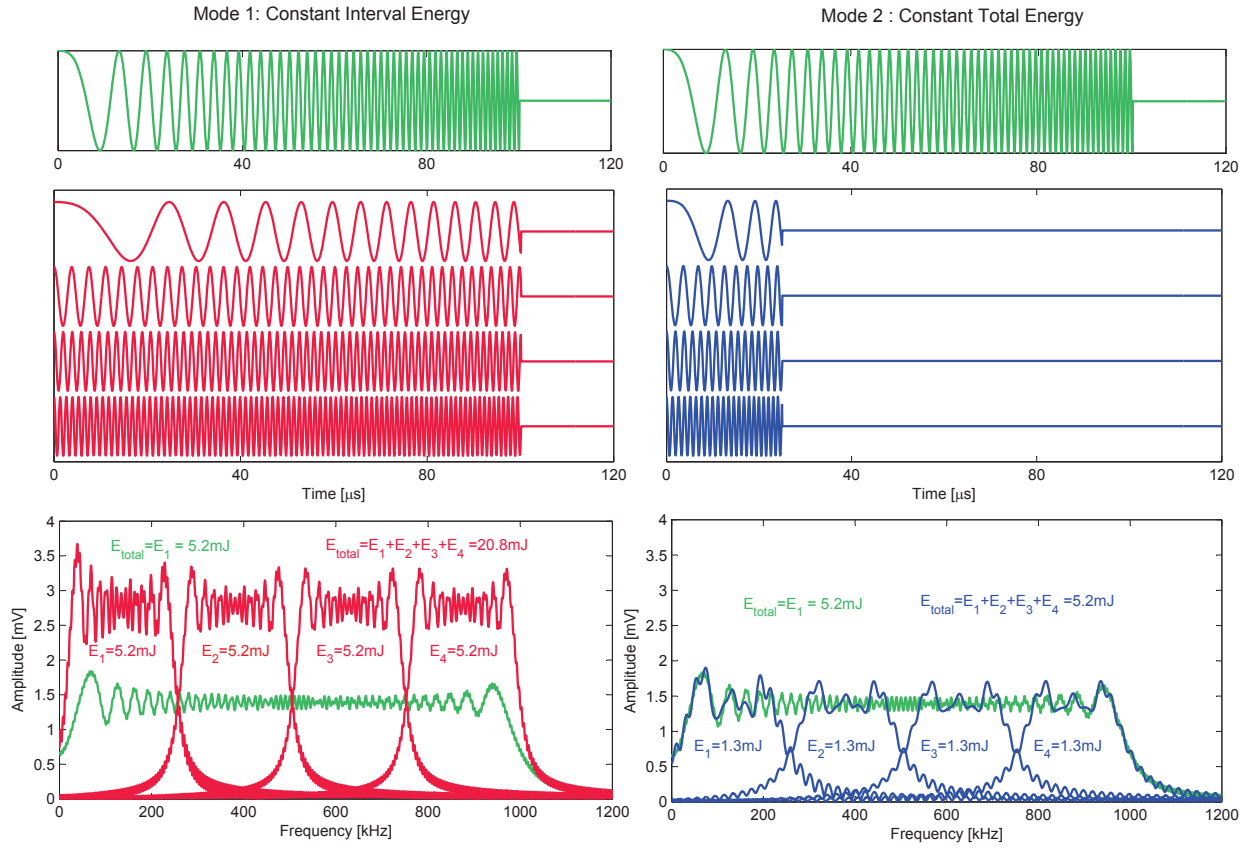 Mode 1: Constant Interval Energy
Mode 2 : Constant Total Energy
0 40 80 120
0 40 80 120
0 40 80 120
Time [μs]
0 40 80 120
Time [μs]
4
3.5
3
2.5
2
1.5
1
0.5
0
Amplitude [mV]
E_total=E_1 = 5.2mJ
E_total=E_1+E_2+E_3+E_4 =20.8mJ
E_1=5.2mJ
E_2=5.2mJ
E_3=5.2mJ
E_4=5.2mJ
0 200 400 600 800 1000 1200
Frequency [kHz]
4
3.5
3
2.5
2
1.5
1
0.5
0
Amplitude [mV]
E_total=E_1 = 5.2mJ
E_total=E_1+E_2+E_3+E_4 =5.2mJ
E_1=1.3mJ
E_2=1.3mJ
E_3=1.3mJ
E_4=1.3mJ
0 200 400 600 800 1000 1200
Frequency [kHz]